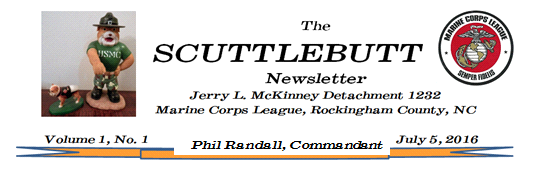 The
SCUTTLEBUTT
Newsletter
Jerry L. McKinney Detachment 1232
Marine Corps League, Rockingham County, NC
Volume 1, No. 1
Phil Randall, Commandant
July 5, 2016
USMC
MARINE CORPS LEAGUE
SEMPER FIDELIS